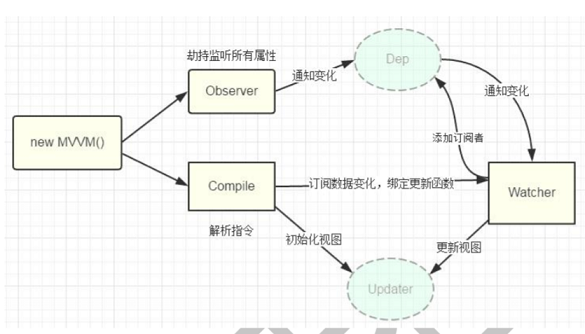 劫持监听所有属性
Dep
通知变化
Observer
通知变化
new MVVM()
添加订阅者
Compile
订阅数据变化，绑定更新函数
Watcher
解析指令
初始化视图
更新视图
Updater